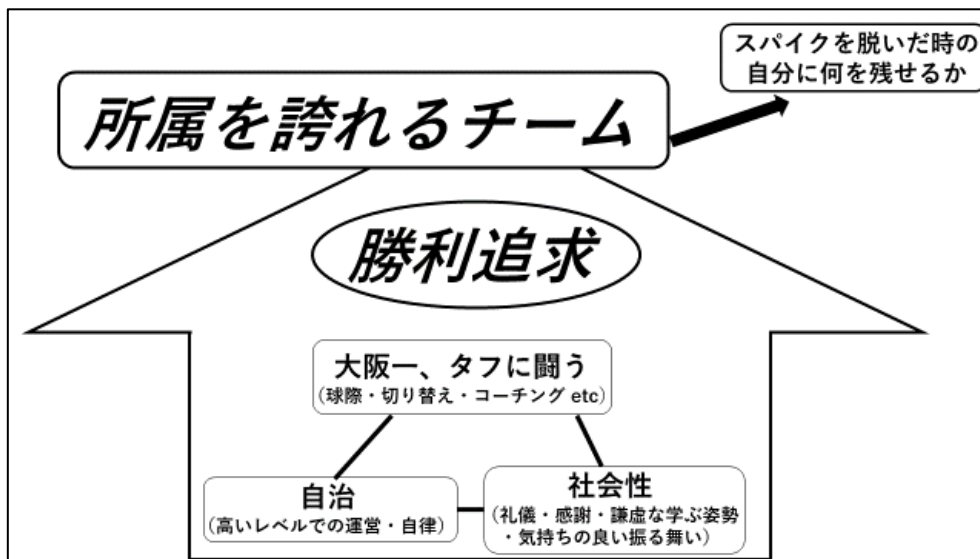 スパイクを脱いだ時の
自分に何を残せるか
所属を誇れるチーム
勝利追求
大阪一、タフに闘う
（球際・切り替え・コーチング etc）
自治
（高いレベルでの運営・自律）
社会性
（礼儀・感謝・謙虚な学ぶ姿勢
・気持ちの良い振る舞い）